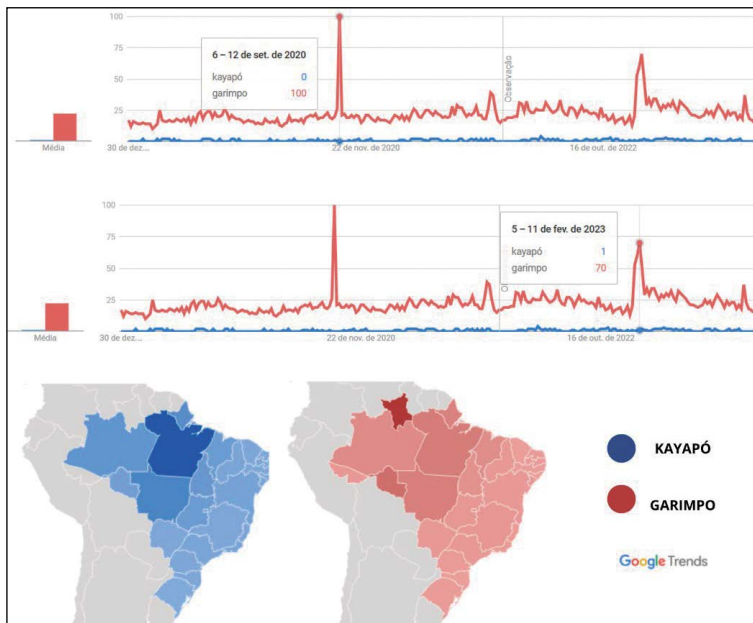 100
6 – 12 de set. de 2020
kayapó 0
garimpo 100
75
50
25
Observação
Média
30 de dez....
22 de nov. de 2020
16 de out. de 2022
100
5 – 11 de fev. de 2023
kayapó 1
garimpo 70
75
50
25
Média
30 de dez....
22 de nov. de 2020
16 de out. de 2022
KAYAPÓ
GARIMPO
Google Trends